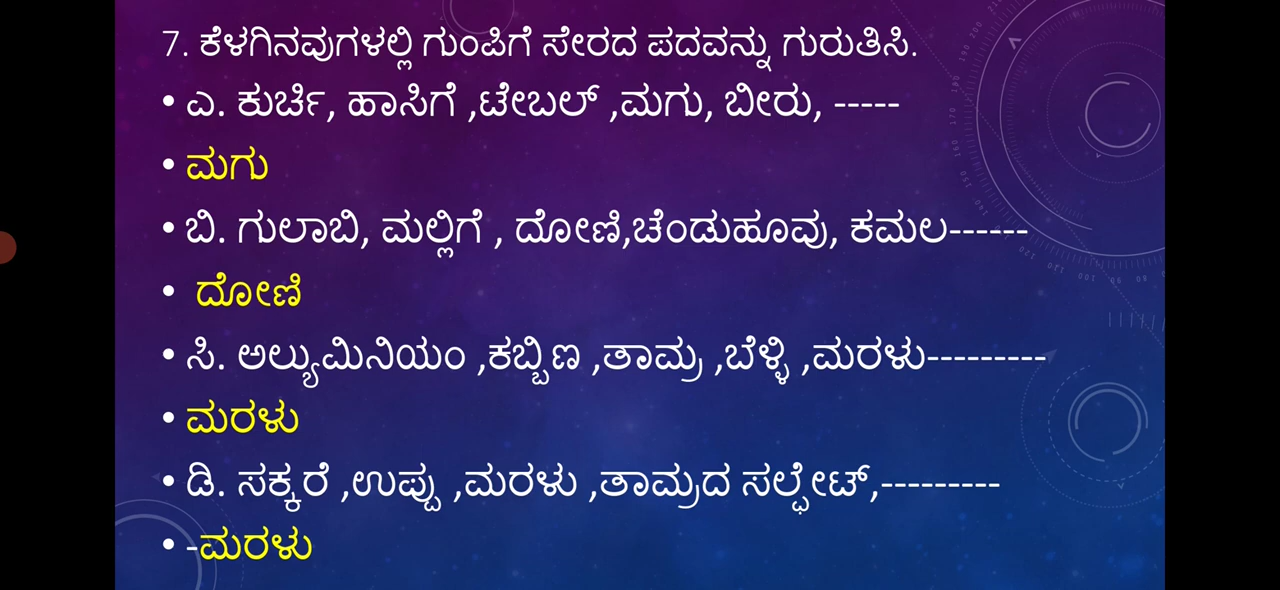 7. ಕೆಳಗಿನವುಗಳಲ್ಲಿ ಗುಂಪಿಗೆ ಸೇರದ ಪದವನ್ನು ಗುರುತಿಸಿ.
• ಎ. ಕುರ್ಚಿ, ಹಾಸಿಗೆ ,ಟೇಬಲ್ ,ಮಗು, ಬೀರು, -----
• ಮಗು
• ಬಿ. ಗುಲಾಬಿ, ಮಲ್ಲಿಗೆ , ದೋಣಿ,ಚೆಂಡುಹೂವು, ಕಮಲ------
• ದೋಣಿ
• ಸಿ. ಅಲ್ಯುಮಿನಿಯಂ ,ಕಬ್ಬಿಣ ,ತಾಮ್ರ ,ಬೆಳ್ಳಿ ,ಮರಳು---------
• ಮರಳು
• ಡಿ. ಸಕ್ಕರೆ ,ಉಪ್ಪು ,ಮರಳು ,ತಾಮ್ರದ ಸಲ್ಫೇಟ್,---------
• -ಮರಳು